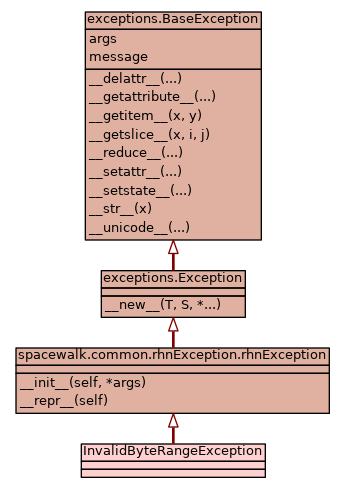 exceptions.BaseException
args
message
__delattr__(...)
__getattribute__(...)
__getitem__(x, y)
__getslice__(x, i, j)
__reduce__(...)
__setattr__(...)
__setstate__(...)
__str__(x)
__unicode__(...)
exceptions.Exception
__new__(T, S, *...)
spacewalk.common.rhnException.rhnException
__init__(self, *args)
__repr__(self)
InvalidByteRangeException